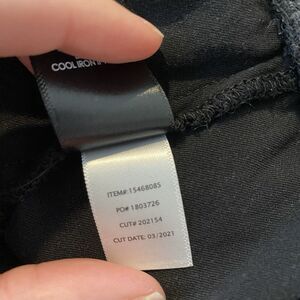 COOL IRON
ITEM#: 15468085
PO# 1803726
CUT# 202154
CUT DATE: 03/2021